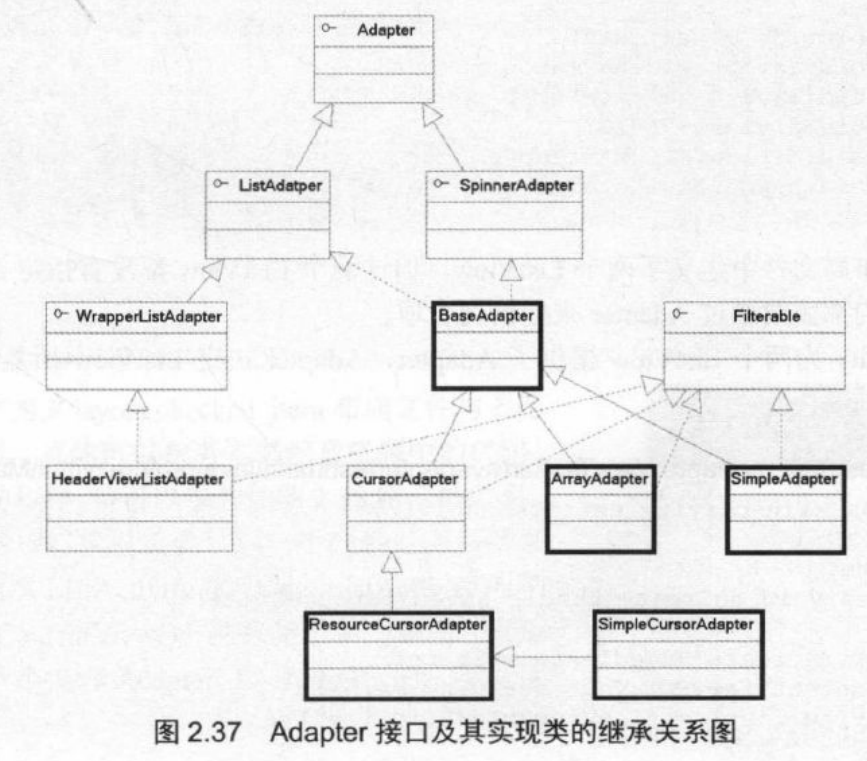 Adapter
ListAdatper
SpinnerAdapter
WrapperListAdapter
BaseAdapter
Filterable
HeaderViewListAdapter
CursorAdapter
ArrayAdapter
SimpleAdapter
ResourceCursorAdapter
SimpleCursorAdapter
图 2.37 Adapter 接口及其实现类的继承关系图